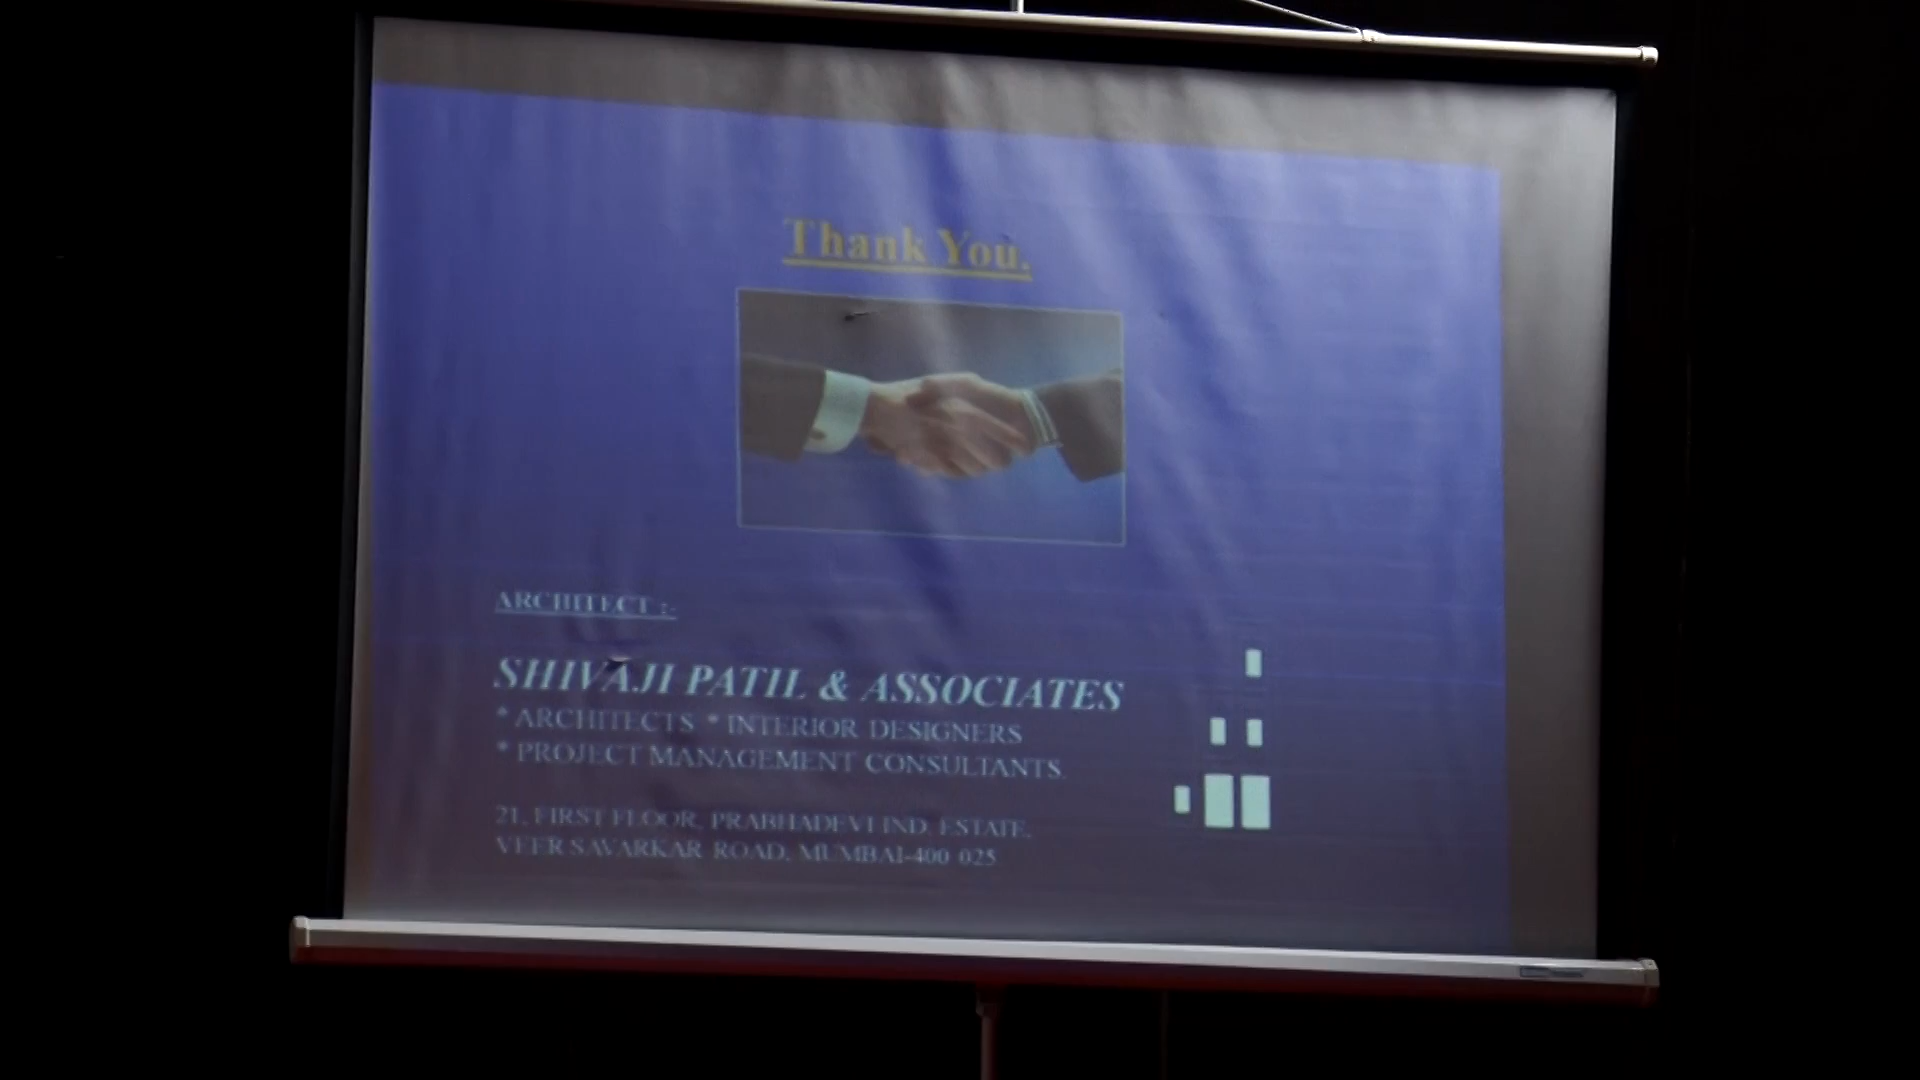 Thank You.
ARCHITECT :-
SHIVAJI PATIL & ASSOCIATES
* ARCHITECTS * INTERIOR DESIGNERS
* PROJECT MANAGEMENT CONSULTANTS.
21, FIRST FLOOR, PRABHADEVI IND. ESTATE,
VEER SAVARKAR ROAD, MUMBAI-400 025